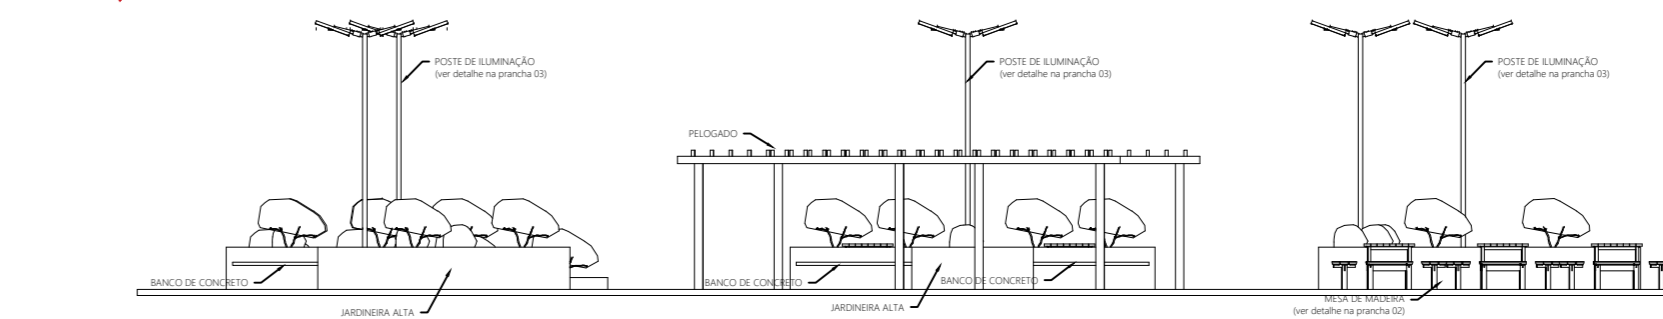 POSTE DE ILUMINAÇÃO
(ver detalhe na prancha 03)
POSTE DE ILUMINAÇÃO
(ver detalhe na prancha 03)
POSTE DE ILUMINAÇÃO
(ver detalhe na prancha 03)
PELOGADO
BANCO DE CONCRETO
BANCO DE CONCRETO
BANCO DE CONCRETO
JARDINEIRA ALTA
JARDINEIRA ALTA
MESA DE MADEIRA
(ver detalhe na prancha 02)